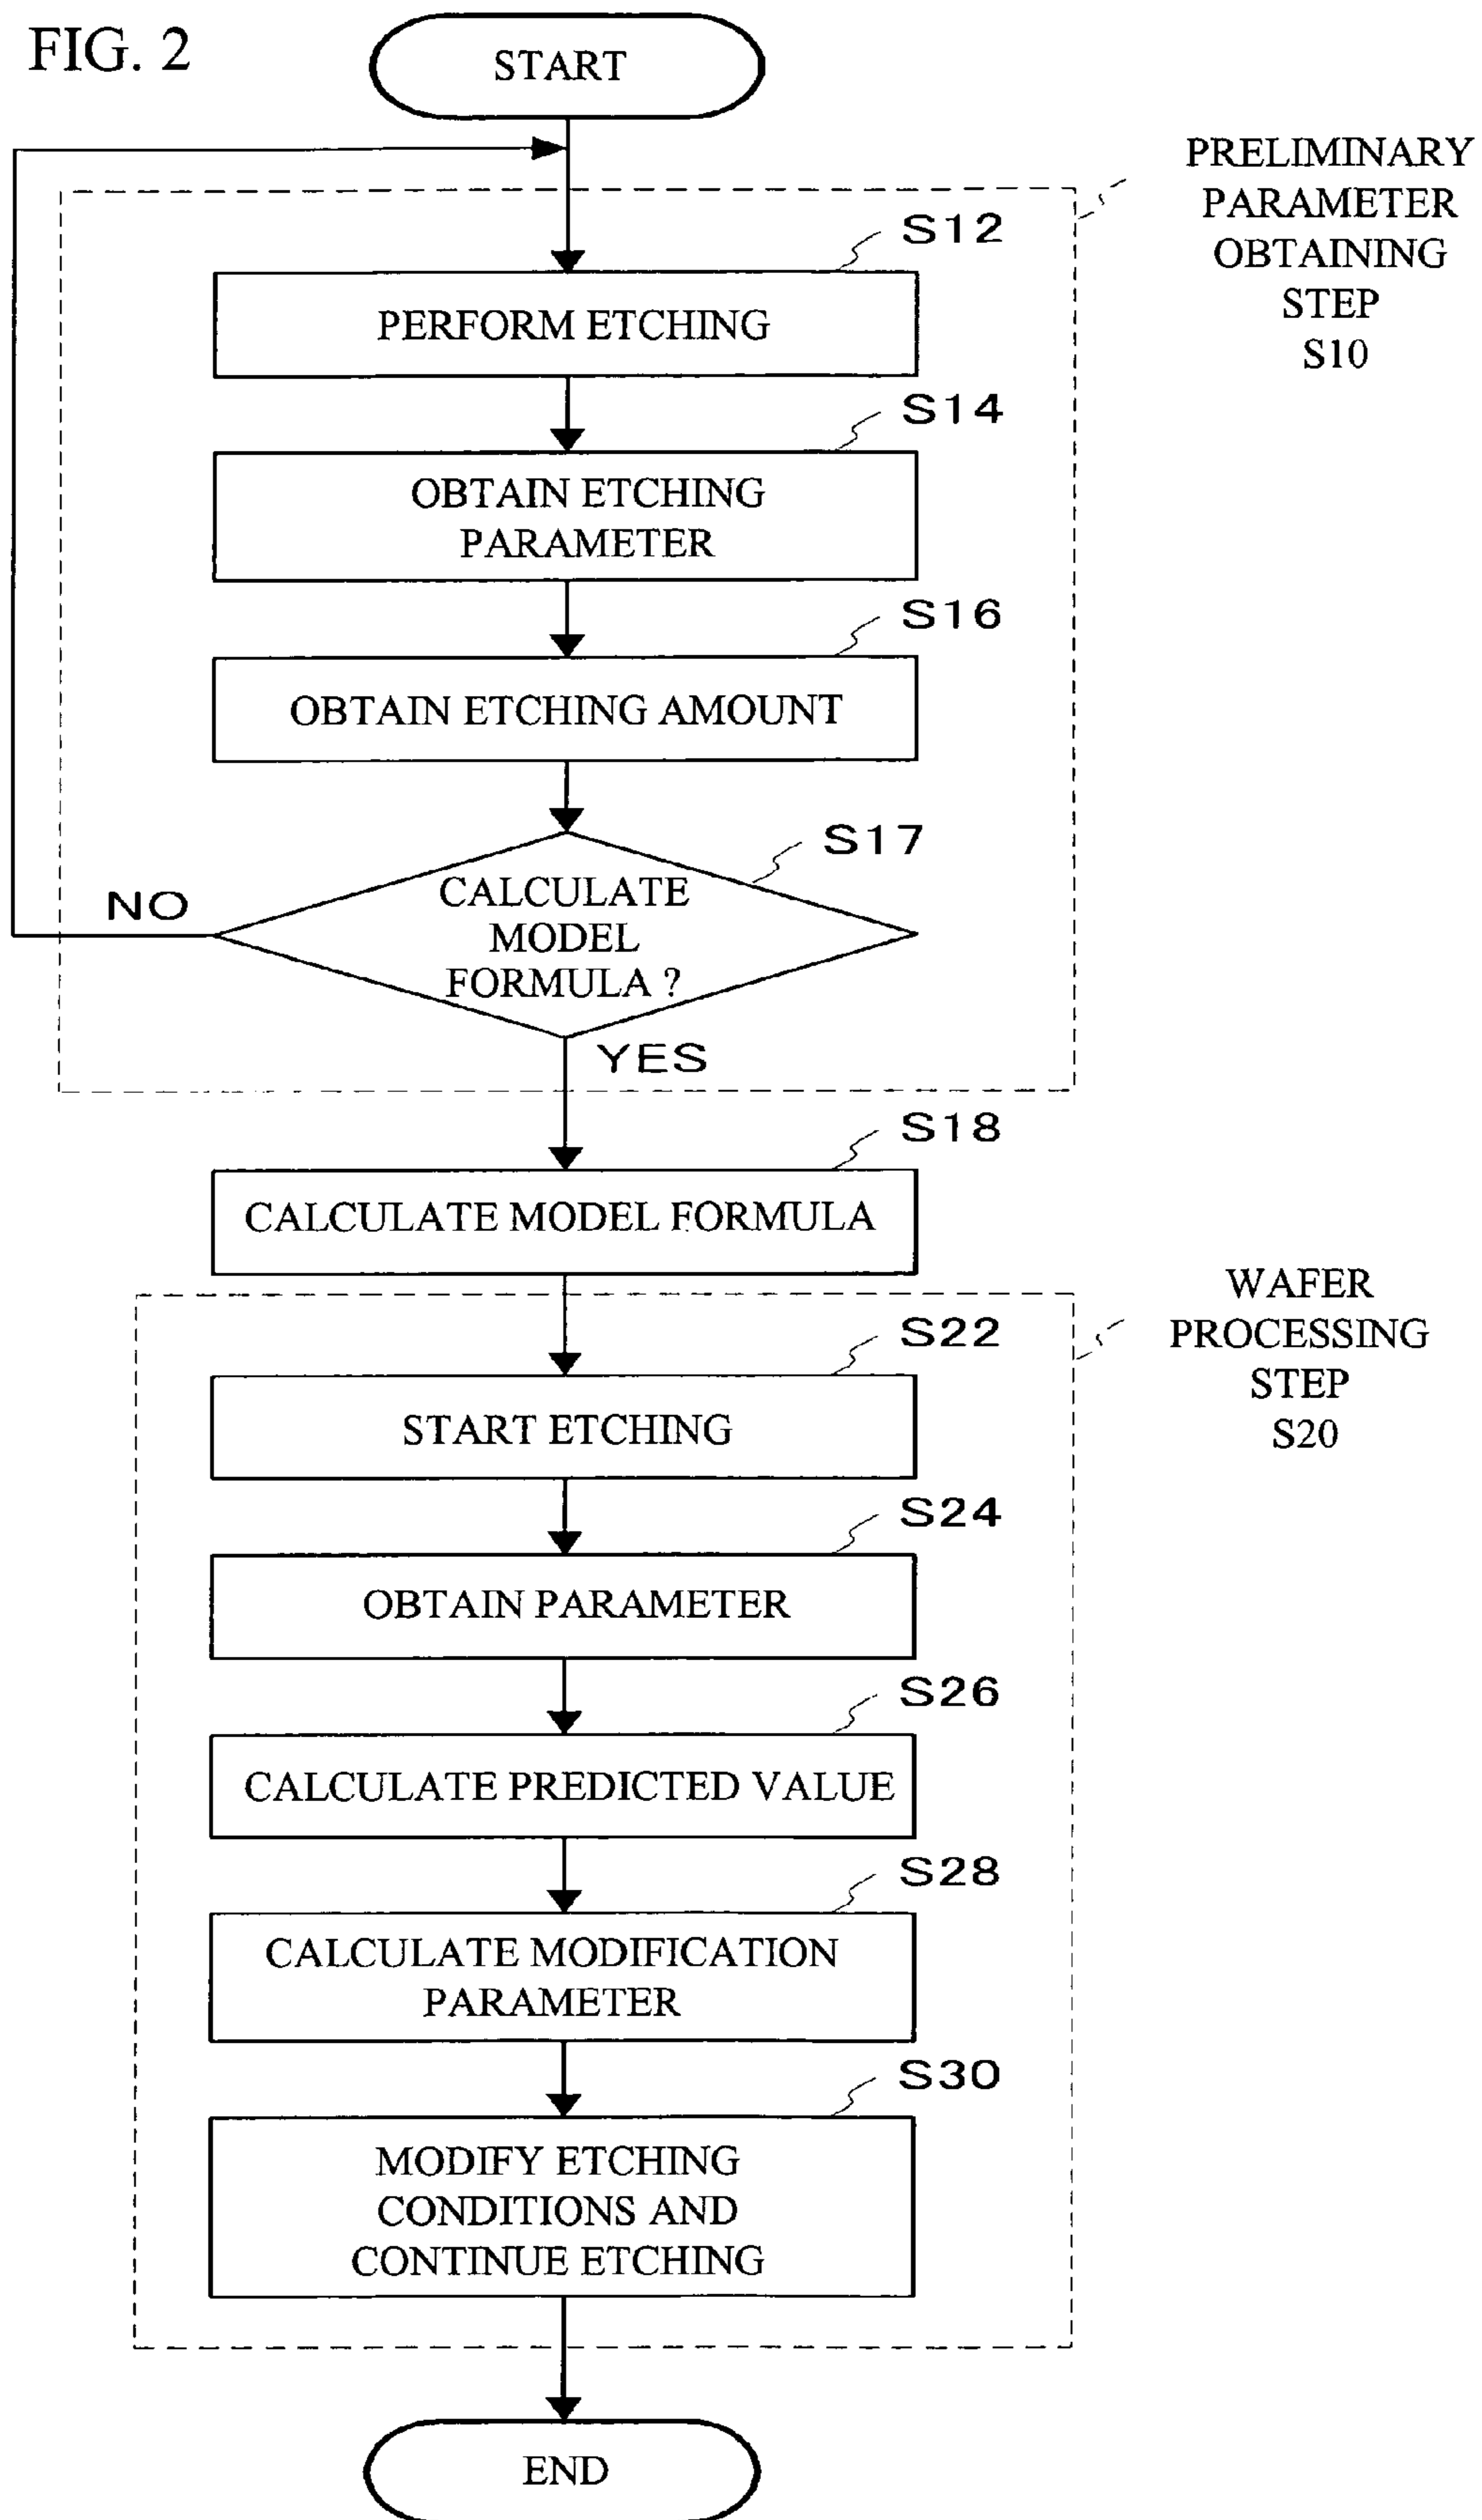 FIG. 2
START
PRELIMINARY
PARAMETER
OBTAINING
STEP
S10
S12
PERFORM ETCHING
S14
OBTAIN ETCHING
PARAMETER
S16
OBTAIN ETCHING AMOUNT
S17
CALCULATE
MODEL
FORMULA ?
NO
YES
S18
CALCULATE MODEL FORMULA
WAFER
PROCESSING
STEP
S20
S22
START ETCHING
S24
OBTAIN PARAMETER
S26
CALCULATE PREDICTED VALUE
S28
CALCULATE MODIFICATION
PARAMETER
S30
MODIFY ETCHING
CONDITIONS AND
CONTINUE ETCHING
END